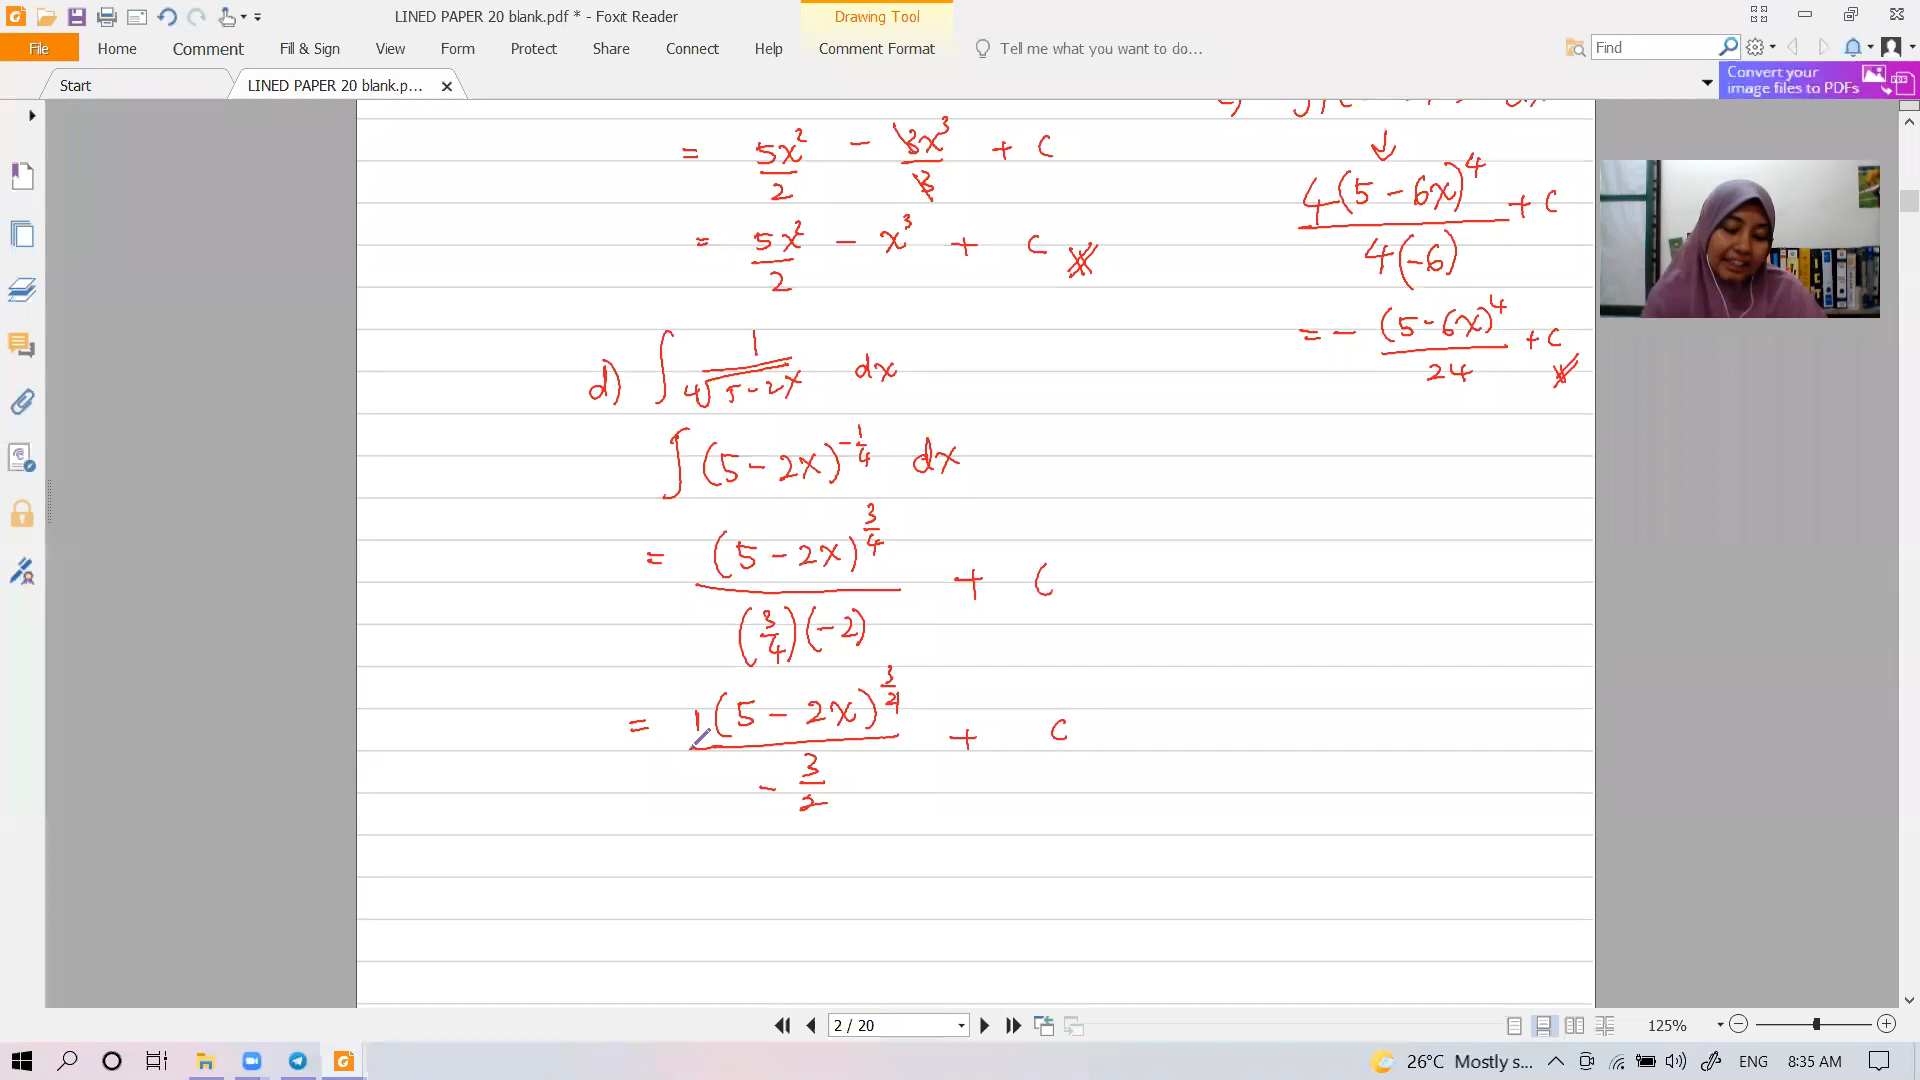 LINED PAPER 20 blank.pdf * - Foxit Reader
Drawing Tool
File Home Comment Fill & Sign View Form Protect Share Connect Help Comment Format Tell me what you want to do... Find
Start LINED PAPER 20 blank.p...
Convert your
image files to PDFs
= 5x²/2 - 3x³/3 + C
= 5x²/2 - x³ + C
d) ∫ 1/⁴√(5-2x) dx
∫ (5-2x)^(-1/4) dx
= (5-2x)^(3/4) / (3/4)(-2) + C
= 1(5-2x)^(3/4) / -3/2 + C
4(5-6x)⁴ / 4(-6) + C
= - (5-6x)⁴/24 + C
2 / 20
125%
26°C Mostly s... ENG 8:35 AM